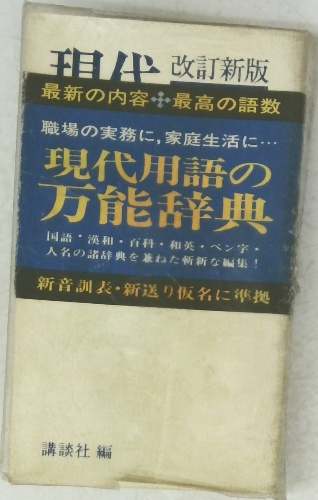 現代
改訂新版
最新の内容✤最高の語数
職場の実務に，家庭生活に…
現代用語の
万能辞典
国語・漢和・百科・和英・ペン字・
人名の諸辞典を兼ねた斬新な編集！
新音訓表・新送り仮名に準拠
講談社 編